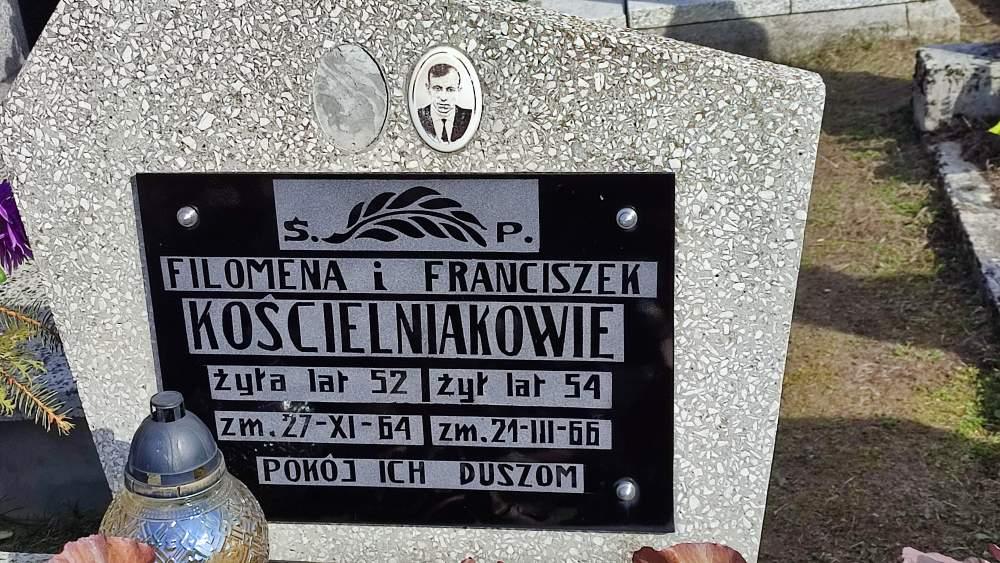 Ś. P.
FILOMENA i FRANCISZEK
KOŚCIELNIAKOWIE
żyła lat 52 żył lat 54
zm. 27-XI-64 zm. 21-III-66
POKÓJ ICH DUSZOM